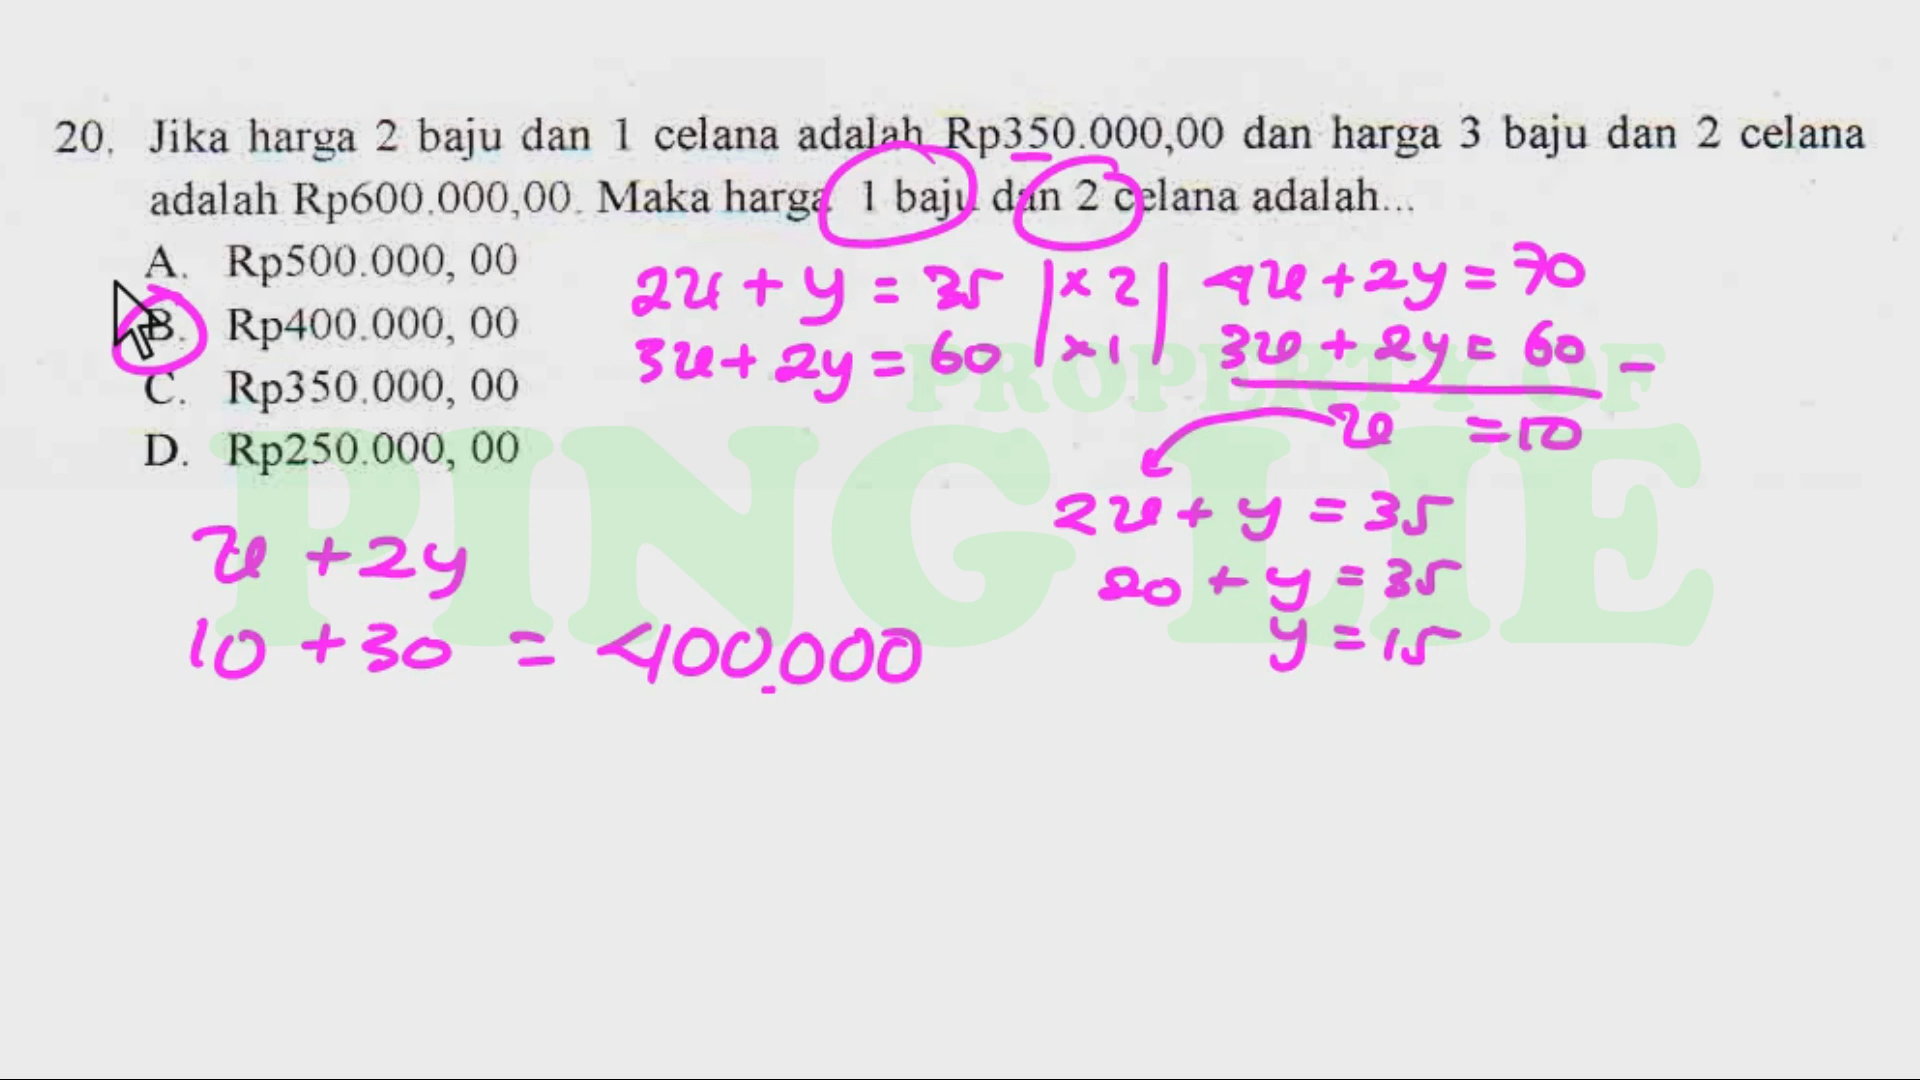 20. Jika harga 2 baju dan 1 celana adalah Rp350.000,00 dan harga 3 baju dan 2 celana
adalah Rp600.000,00. Maka harga 1 baju dan 2 celana adalah...
A. Rp500.000, 00
B. Rp400.000, 00
C. Rp350.000, 00
D. Rp250.000, 00
2x + y = 35 | x 2 | 4x + 2y = 70
3x + 2y = 60 | x 1 | 3x + 2y = 60 -
x = 10
2x + y = 35
20 + y = 35
y = 15
x + 2y
10 + 30 = 400.000
PROPERTY OF
PING LIE